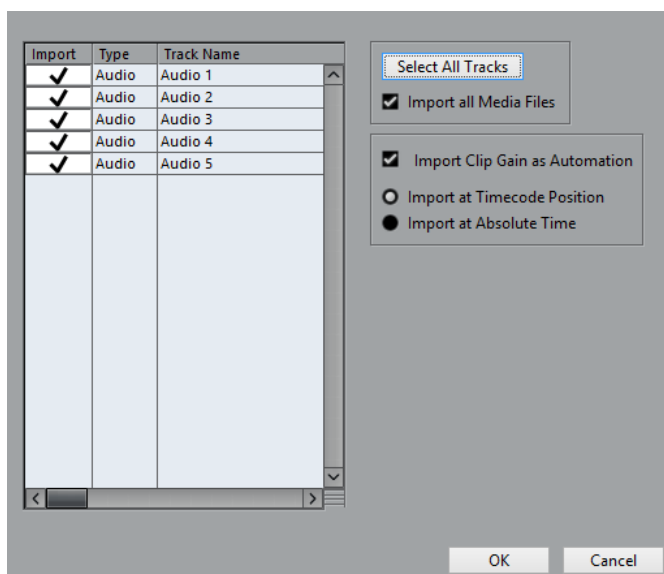 Import Type Track Name
Audio Audio 1
Audio Audio 2
Audio Audio 3
Audio Audio 4
Audio Audio 5
Select All Tracks
Import all Media Files
Import Clip Gain as Automation
Import at Timecode Position
Import at Absolute Time
OK Cancel